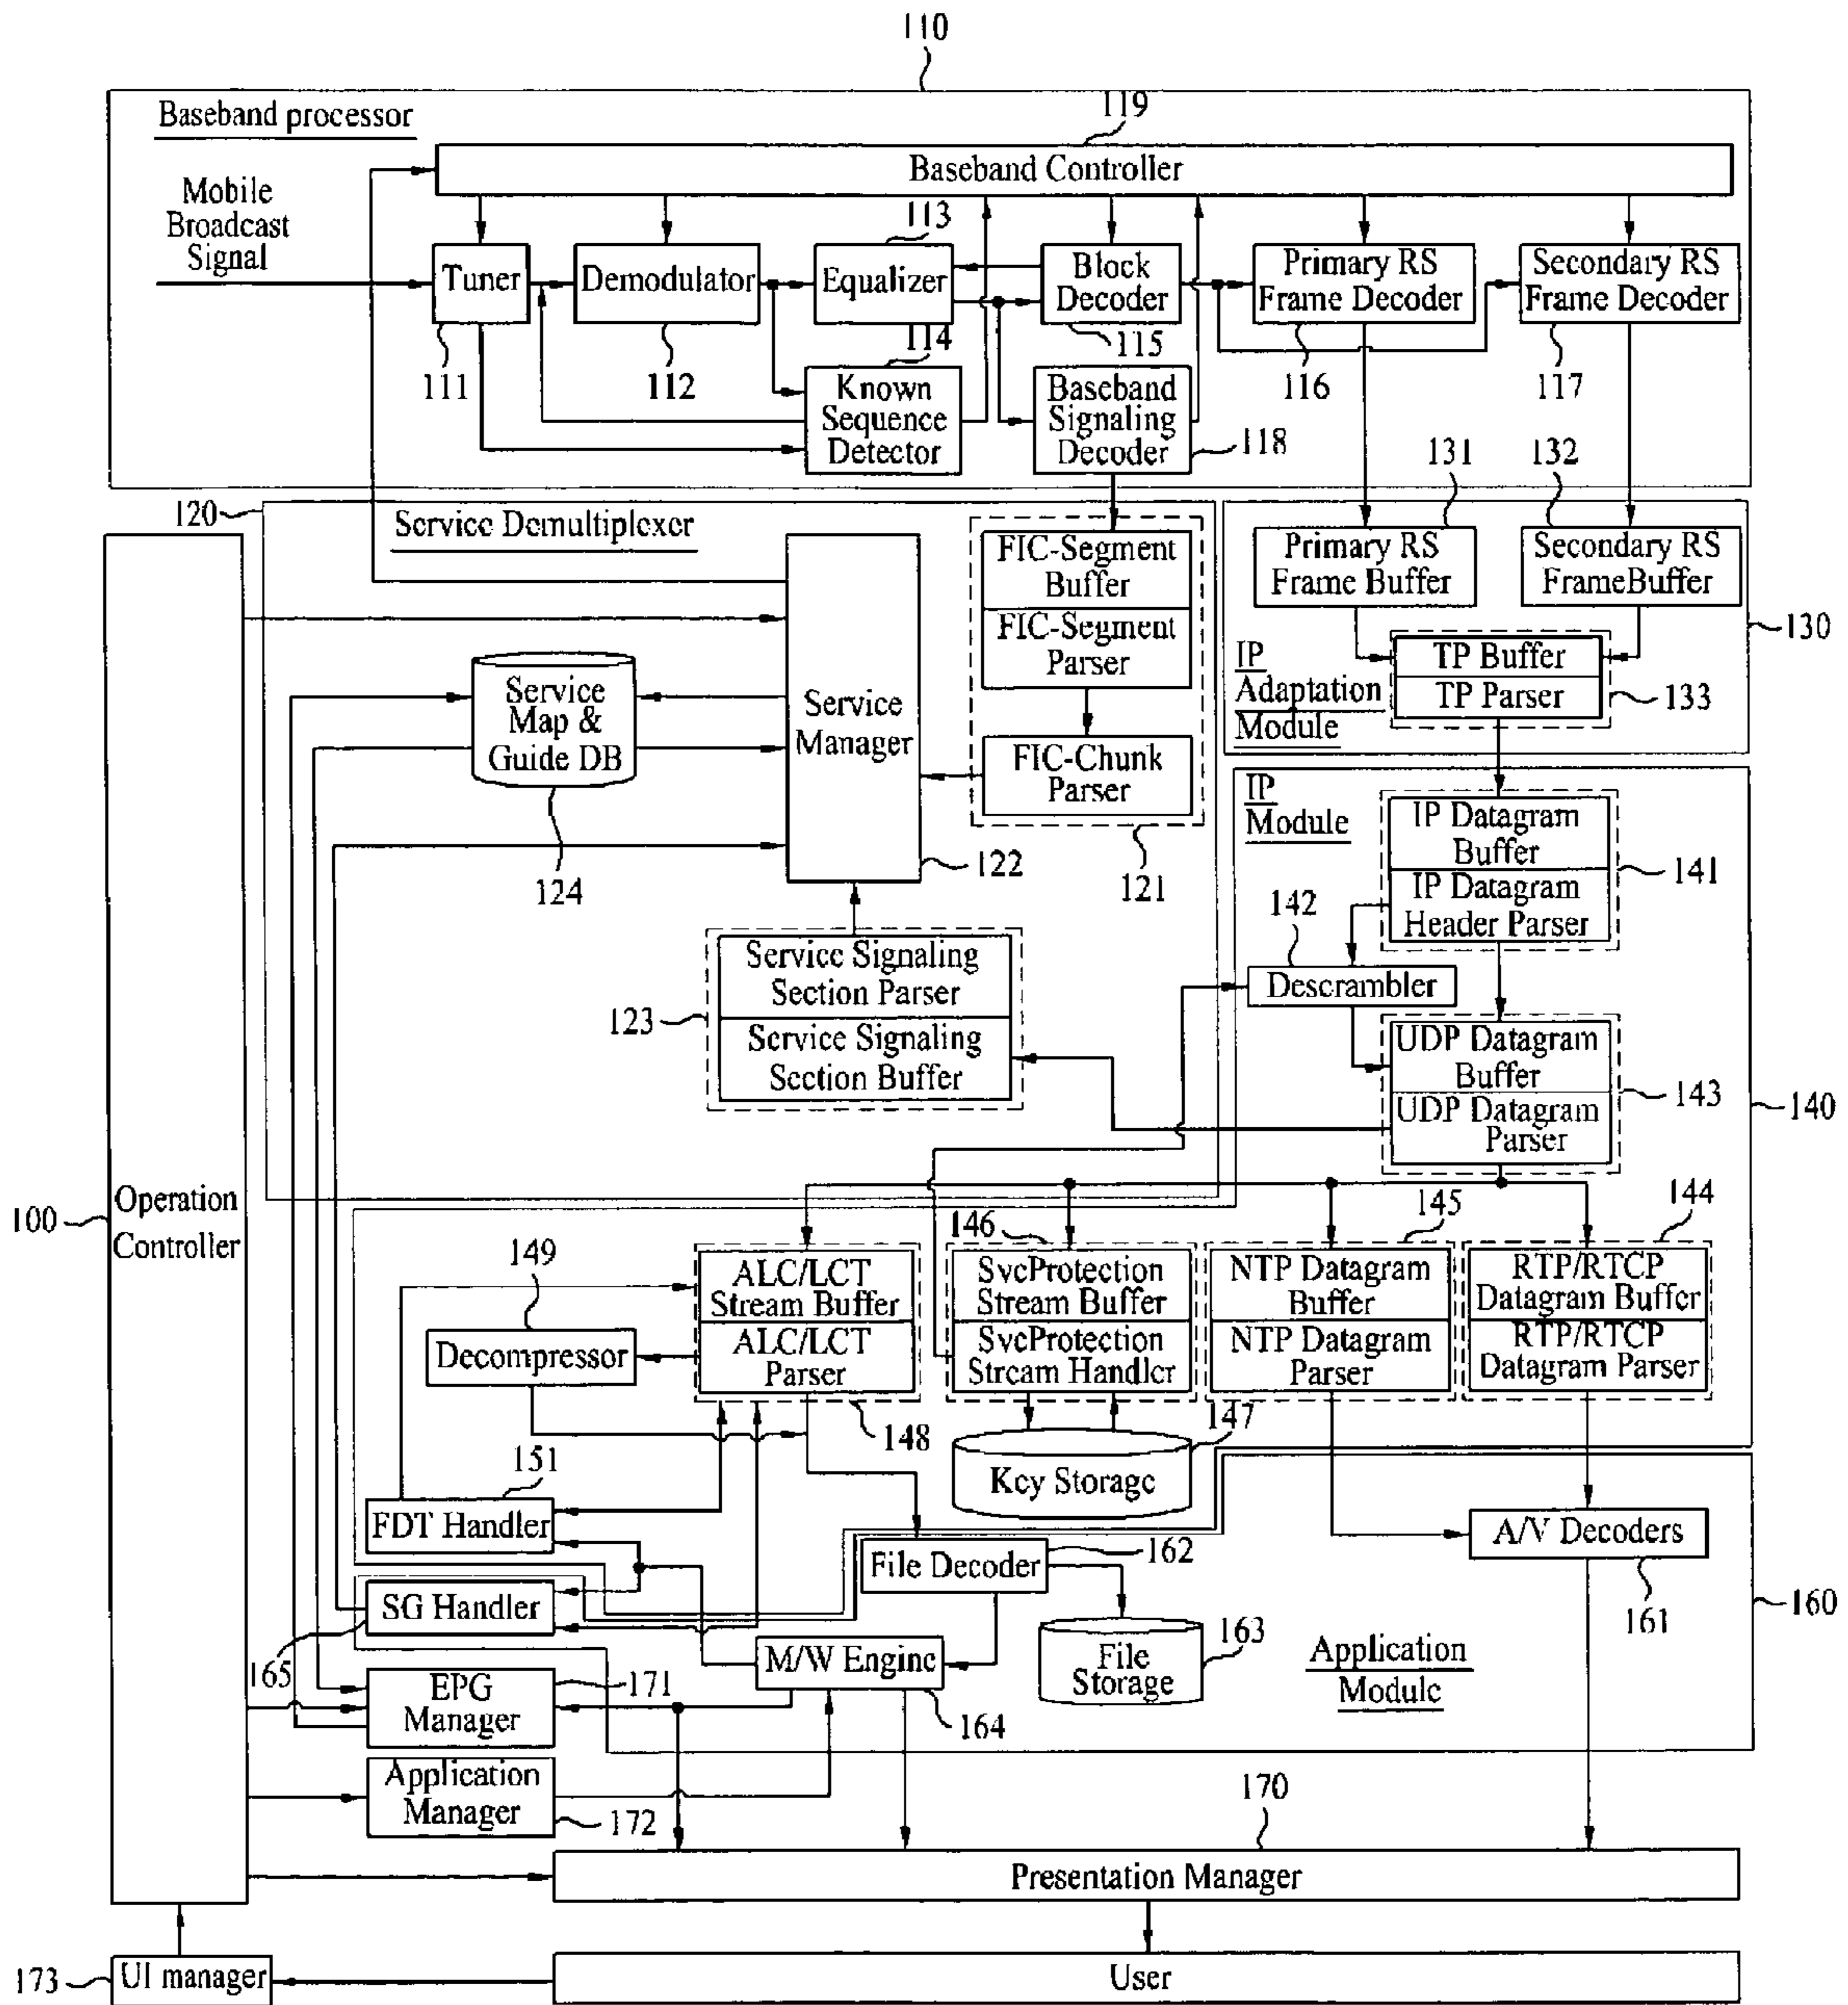 110
Baseband processor
119
Baseband Controller
Mobile
Broadcast
Signal
113
Tuner
Demodulator
Equalizer
Block
Decoder
Primary RS
Frame Decoder
Secondary RS
Frame Decoder
111
112
114
115
116
117
Known
Sequence
Detector
Baseband
Signaling
Decoder
118
131
132
120
Service Demultiplexer
FIC-Segment
Buffer
FIC-Segment
Parser
Primary RS
Frame Buffer
Secondary RS
FrameBuffer
130
Service
Map &
Guide DB
Service
Manager
FIC-Chunk
Parser
IP
Adaptation
Module
TP Buffer
TP Parser
133
124
122
121
IP
Module
IP Datagram
Buffer
IP Datagram
Header Parser
141
142
Descrambler
Service Signaling
Section Parser
Service Signaling
Section Buffer
123
UDP Datagram
Buffer
UDP Datagram
Parser
143
140
100
Operation
Controller
146
145
144
149
Decompressor
ALC/LCT
Stream Buffer
ALC/LCT
Parser
SvcProtection
Stream Buffer
SvcProtection
Stream Handler
NTP Datagram
Buffer
NTP Datagram
Parser
RTP/RTCP
Datagram Buffer
RTP/RTCP
Datagram Parser
148
147
Key Storage
151
FDT Handler
A/V Decoders
161
File Decoder
162
SG Handler
165
160
M/W Engine
File
Storage
163
Application
Module
EPG
Manager
171
164
Application
Manager
172
170
Presentation Manager
173
UI manager
User